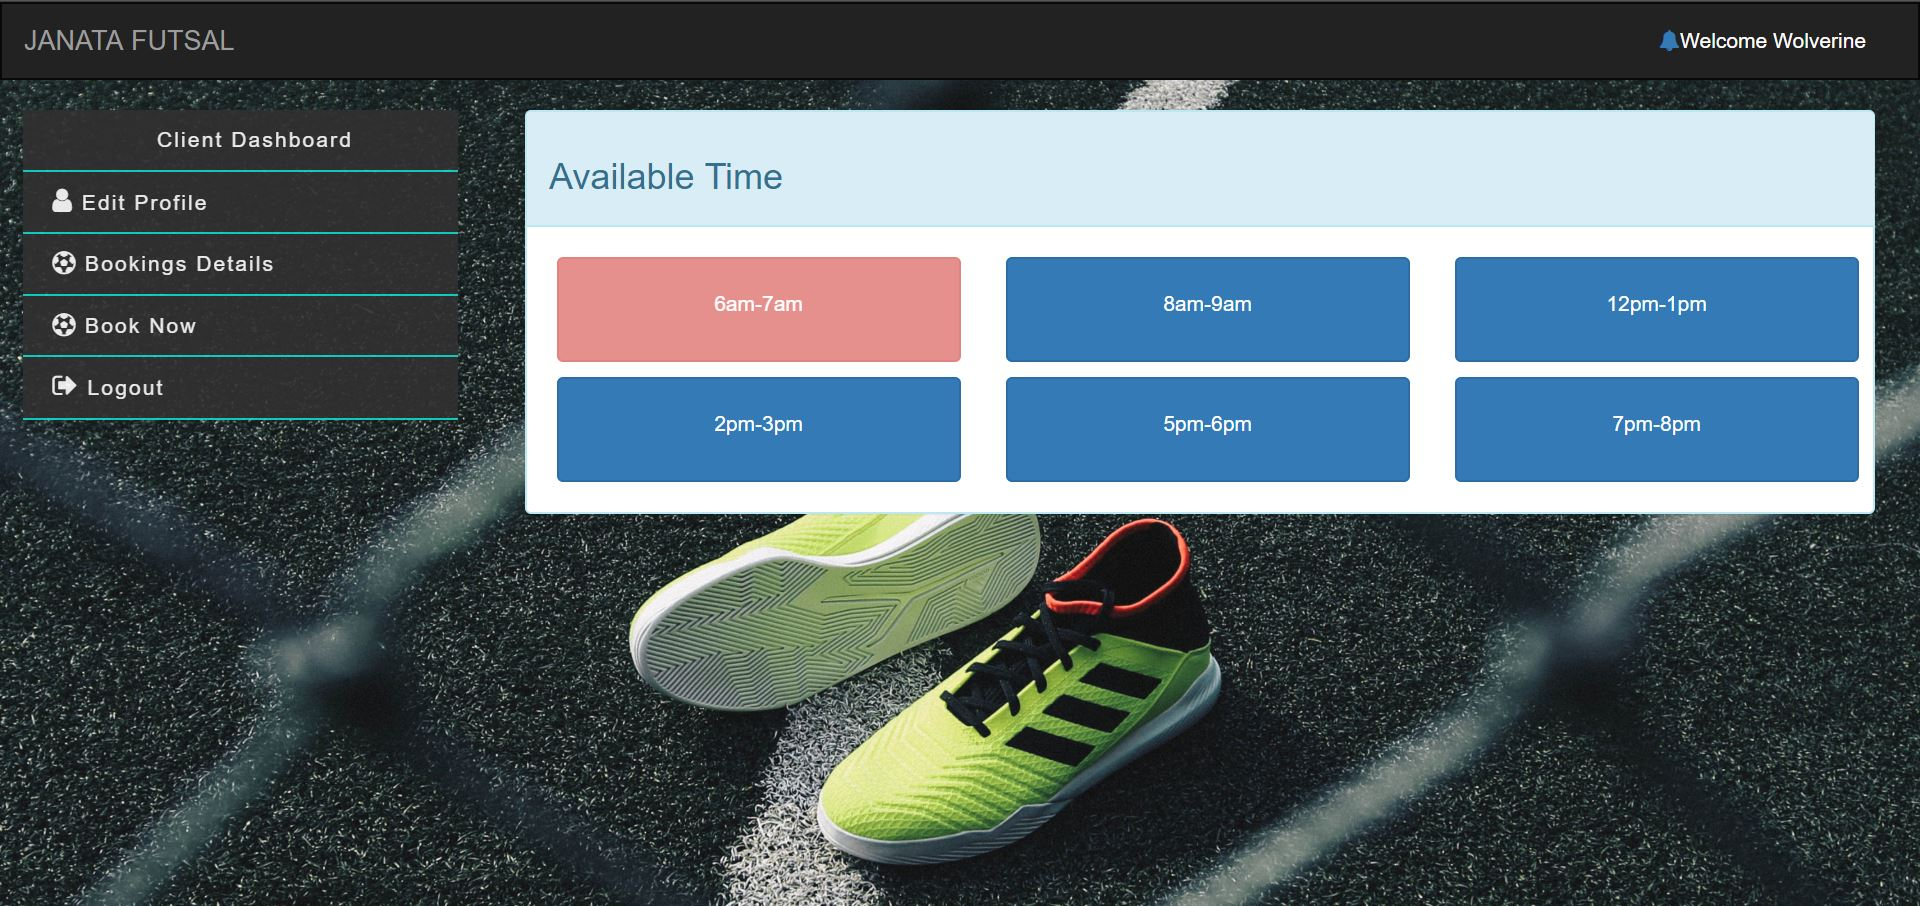 JANATA FUTSAL
Welcome Wolverine
Client Dashboard
Edit Profile
Bookings Details
Book Now
Logout
Available Time
6am-7am
8am-9am
12pm-1pm
2pm-3pm
5pm-6pm
7pm-8pm